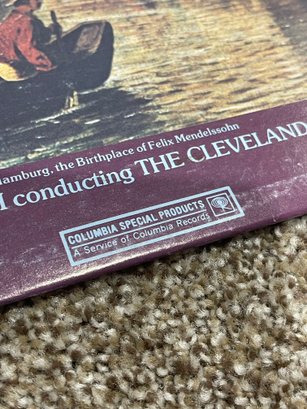 Hamburg, the Birthplace of Felix Mendelssohn
conducting THE CLEVELAND
COLUMBIA SPECIAL PRODUCTS
A Service of Columbia Records